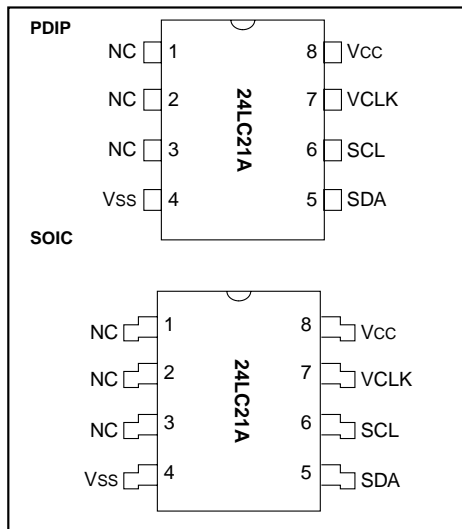 PDIP
NC 1 8 VCC
NC 2 7 VCLK
NC 3 6 SCL
VSS 4 5 SDA
24LC21A
SOIC
NC 1 8 VCC
NC 2 7 VCLK
NC 3 6 SCL
VSS 4 5 SDA
24LC21A